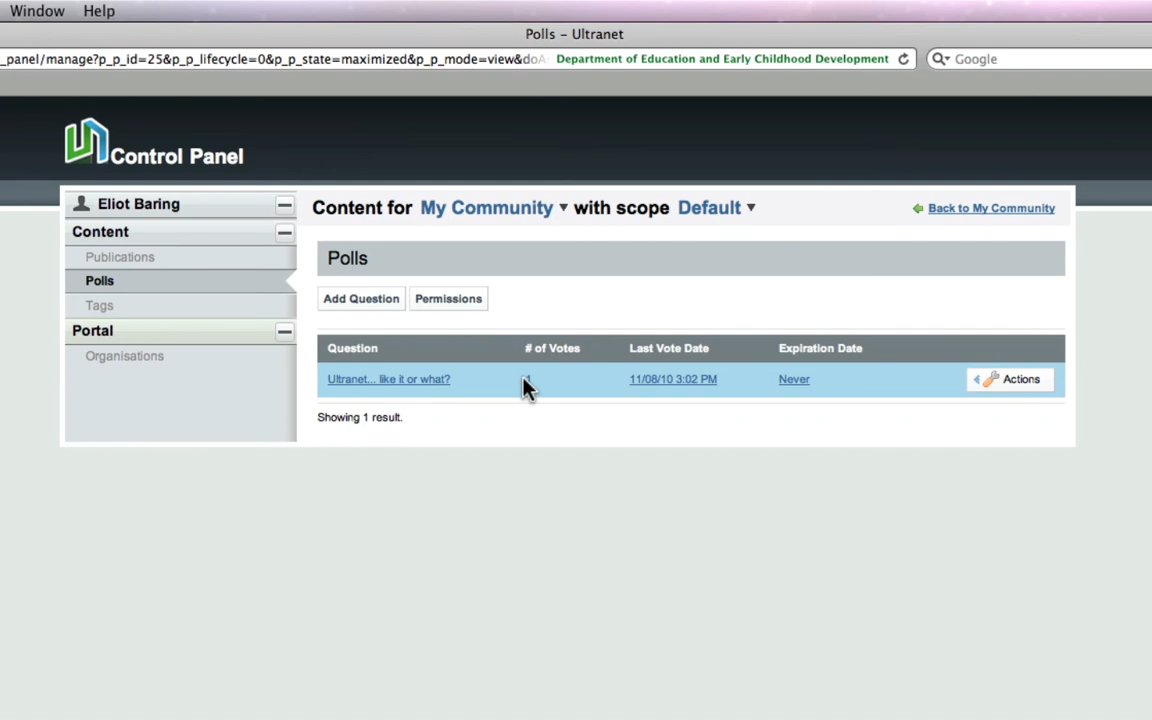 Window Help
Polls – Ultranet
_panel/manage?p_p_id=25&p_p_lifecycle=0&p_p_state=maximized&p_p_mode=view&doA Department of Education and Early Childhood Development Google
Control Panel
Eliot Baring
Content for My Community with scope Default Back to My Community
Content
Publications
Polls
Polls
Tags
Add Question Permissions
Portal
Organisations
Question # of Votes Last Vote Date Expiration Date
Ultranet... like it or what? 11/08/10 3:02 PM Never Actions
Showing 1 result.